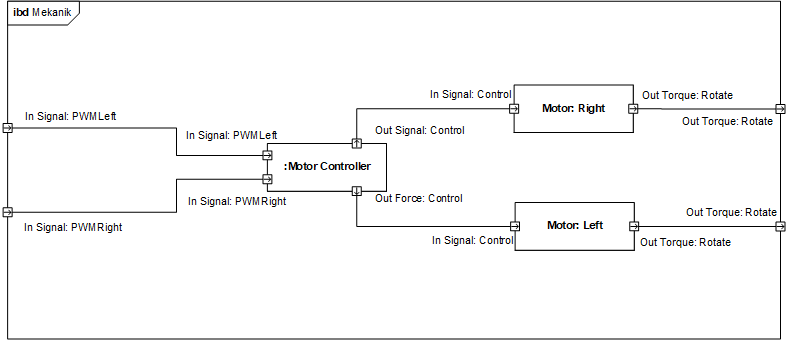 ibd Mekanik
In Signal: Control
Motor: Right
Out Torque: Rotate
Out Torque: Rotate
In Signal: PWMLeft
In Signal: PWMLeft
Out Signal: Control
:Motor Controller
In Signal: PWMRight
Out Force: Control
In Signal: PWMRight
Out Torque: Rotate
Motor: Left
In Signal: Control
Out Torque: Rotate